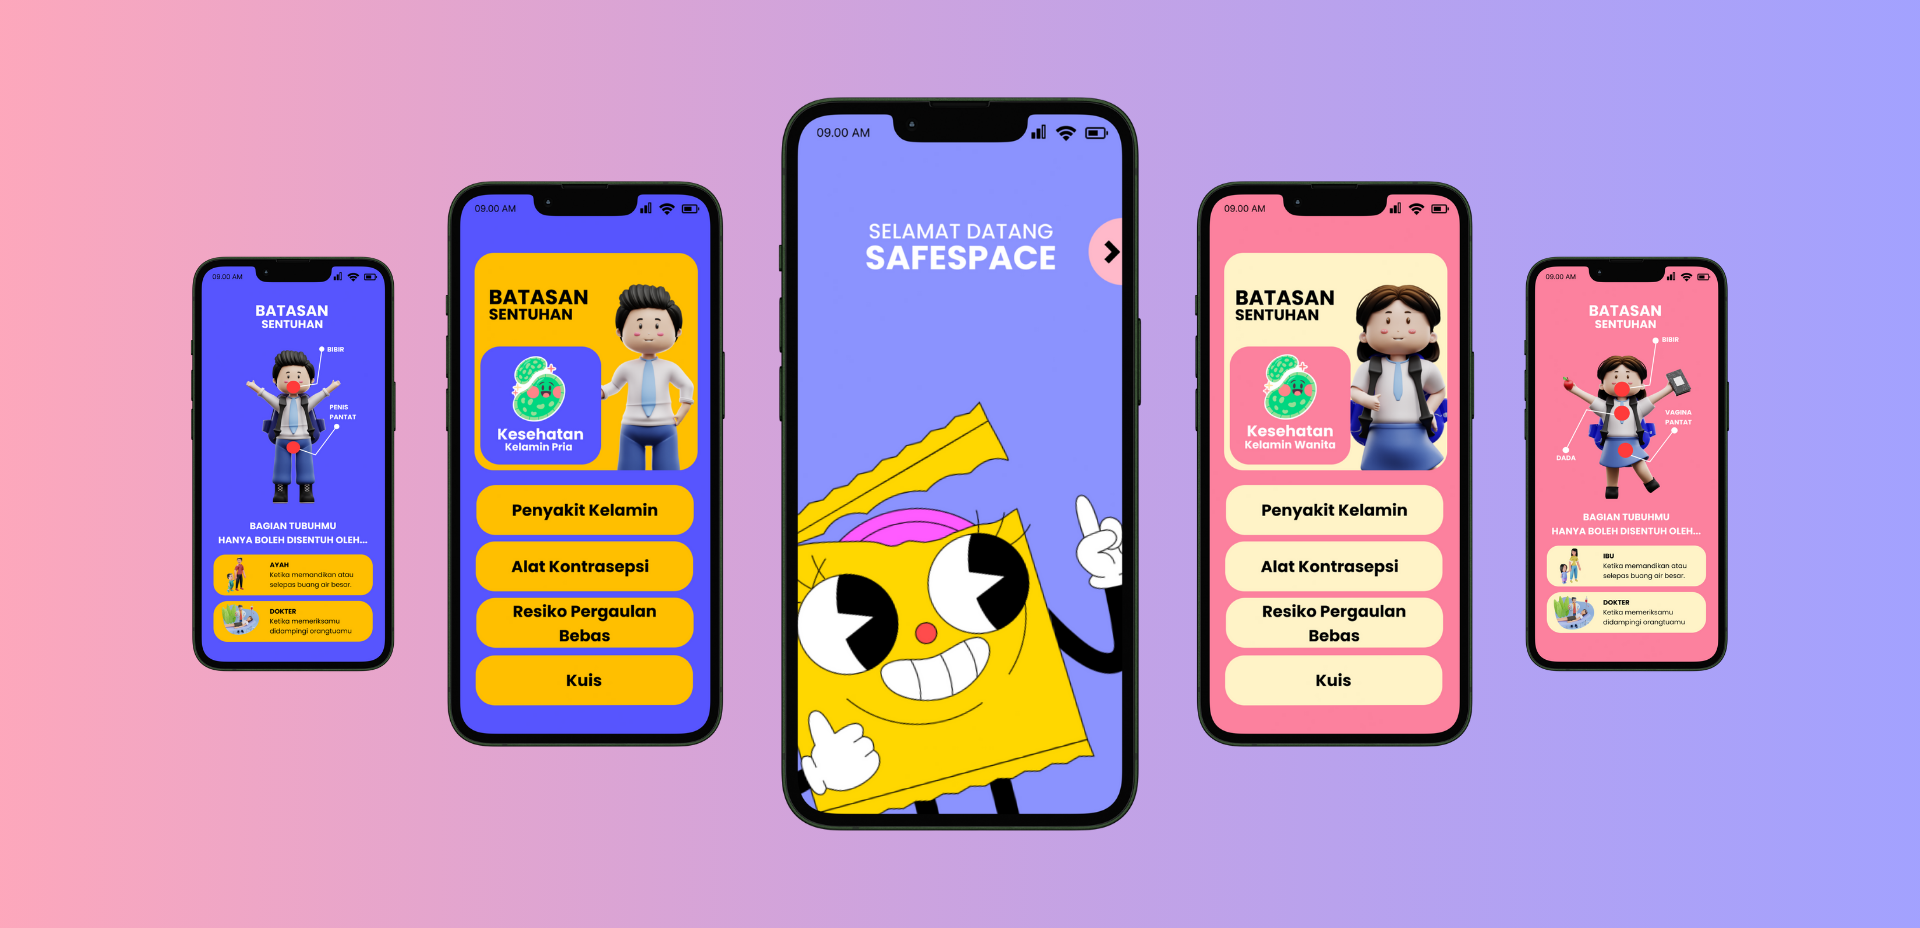 09.00 AM
BATASAN
SENTUHAN
BIBIR
PENIS
PANTAT
BAGIAN TUBUHMU
HANYA BOLEH DISENTUH OLEH...
AYAH
Ketika memandikan atau
selepas buang air besar.
DOKTER
Ketika memeriksamu
didampingi orangtuamu
09.00 AM
BATASAN
SENTUHAN
Kesehatan
Kelamin Pria
Penyakit Kelamin
Alat Kontrasepsi
Resiko Pergaulan
Bebas
Kuis
09.00 AM
SELAMAT DATANG
SAFESPACE
09.00 AM
BATASAN
SENTUHAN
Kesehatan
Kelamin Wanita
Penyakit Kelamin
Alat Kontrasepsi
Resiko Pergaulan
Bebas
Kuis
09.00 AM
BATASAN
SENTUHAN
BIBIR
VAGINA
PANTAT
DADA
BAGIAN TUBUHMU
HANYA BOLEH DISENTUH OLEH...
IBU
Ketika memandikan atau
selepas buang air besar.
DOKTER
Ketika memeriksamu
didampingi orangtuamu